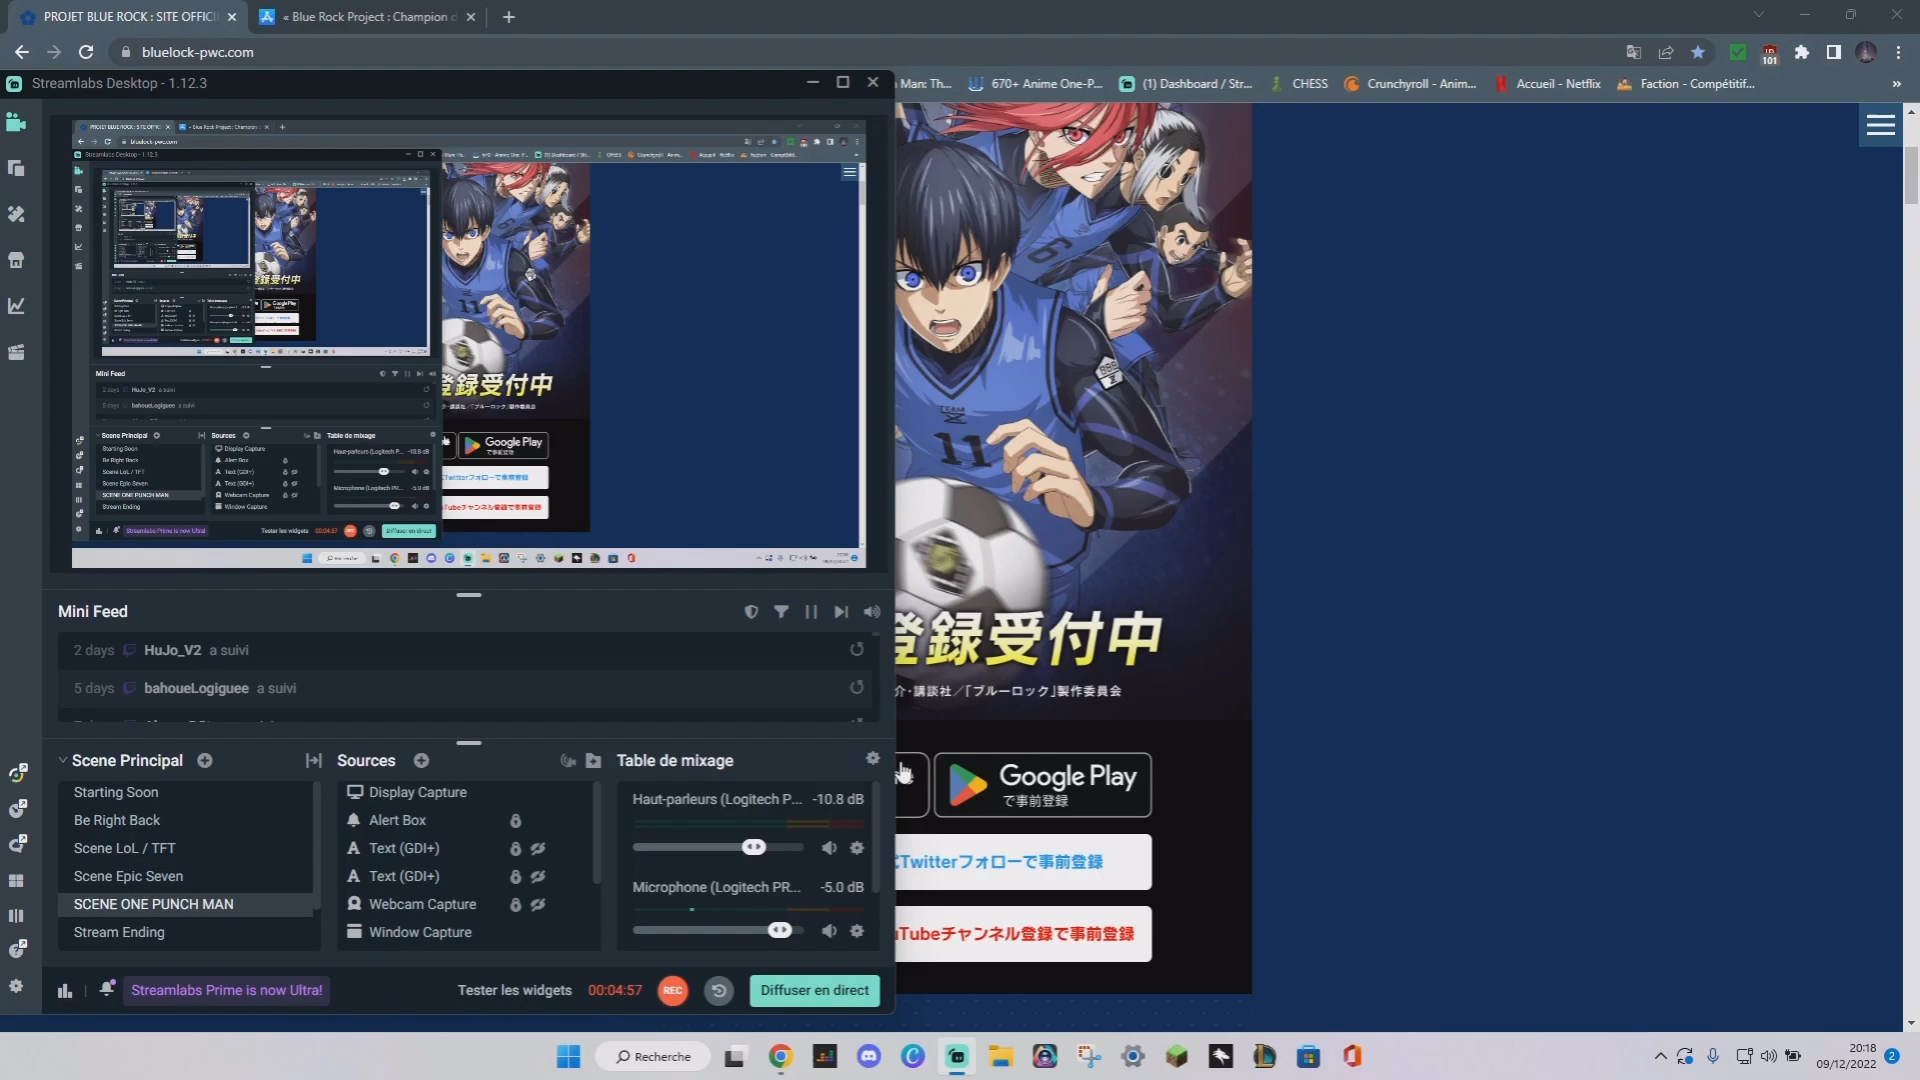 PROJET BLUE ROCK : SITE OFFICI
« Blue Rock Project : Champion d
bluelock-pwc.com
101
Streamlabs Desktop - 1.12.3
Man: Th...
670+ Anime One-P...
(1) Dashboard / Str...
CHESS
Crunchyroll - Anim...
Accueil - Netflix
Faction - Compétitif...
»
Mini Feed
2 days HuJo_V2 a suivi
5 days bahoueLogiguee a suivi
Scene Principal
Starting Soon
Be Right Back
Scene LoL / TFT
Scene Epic Seven
SCENE ONE PUNCH MAN
Stream Ending
Sources
Display Capture
Alert Box
Text (GDI+)
Text (GDI+)
Webcam Capture
Window Capture
Table de mixage
Haut-parleurs (Logitech P... -10.8 dB
Microphone (Logitech PR... -5.0 dB
Streamlabs Prime is now Ultra!
Tester les widgets
00:04:57
REC
Diffuser en direct
TEAM
Z
11
6
888
登録受付中
介・講談社／「ブルーロック」製作委員会
Google Play
で事前登録
Twitterフォローで事前登録
Tubeチャンネル登録で事前登録
Recherche
20:18
09/12/2022
2